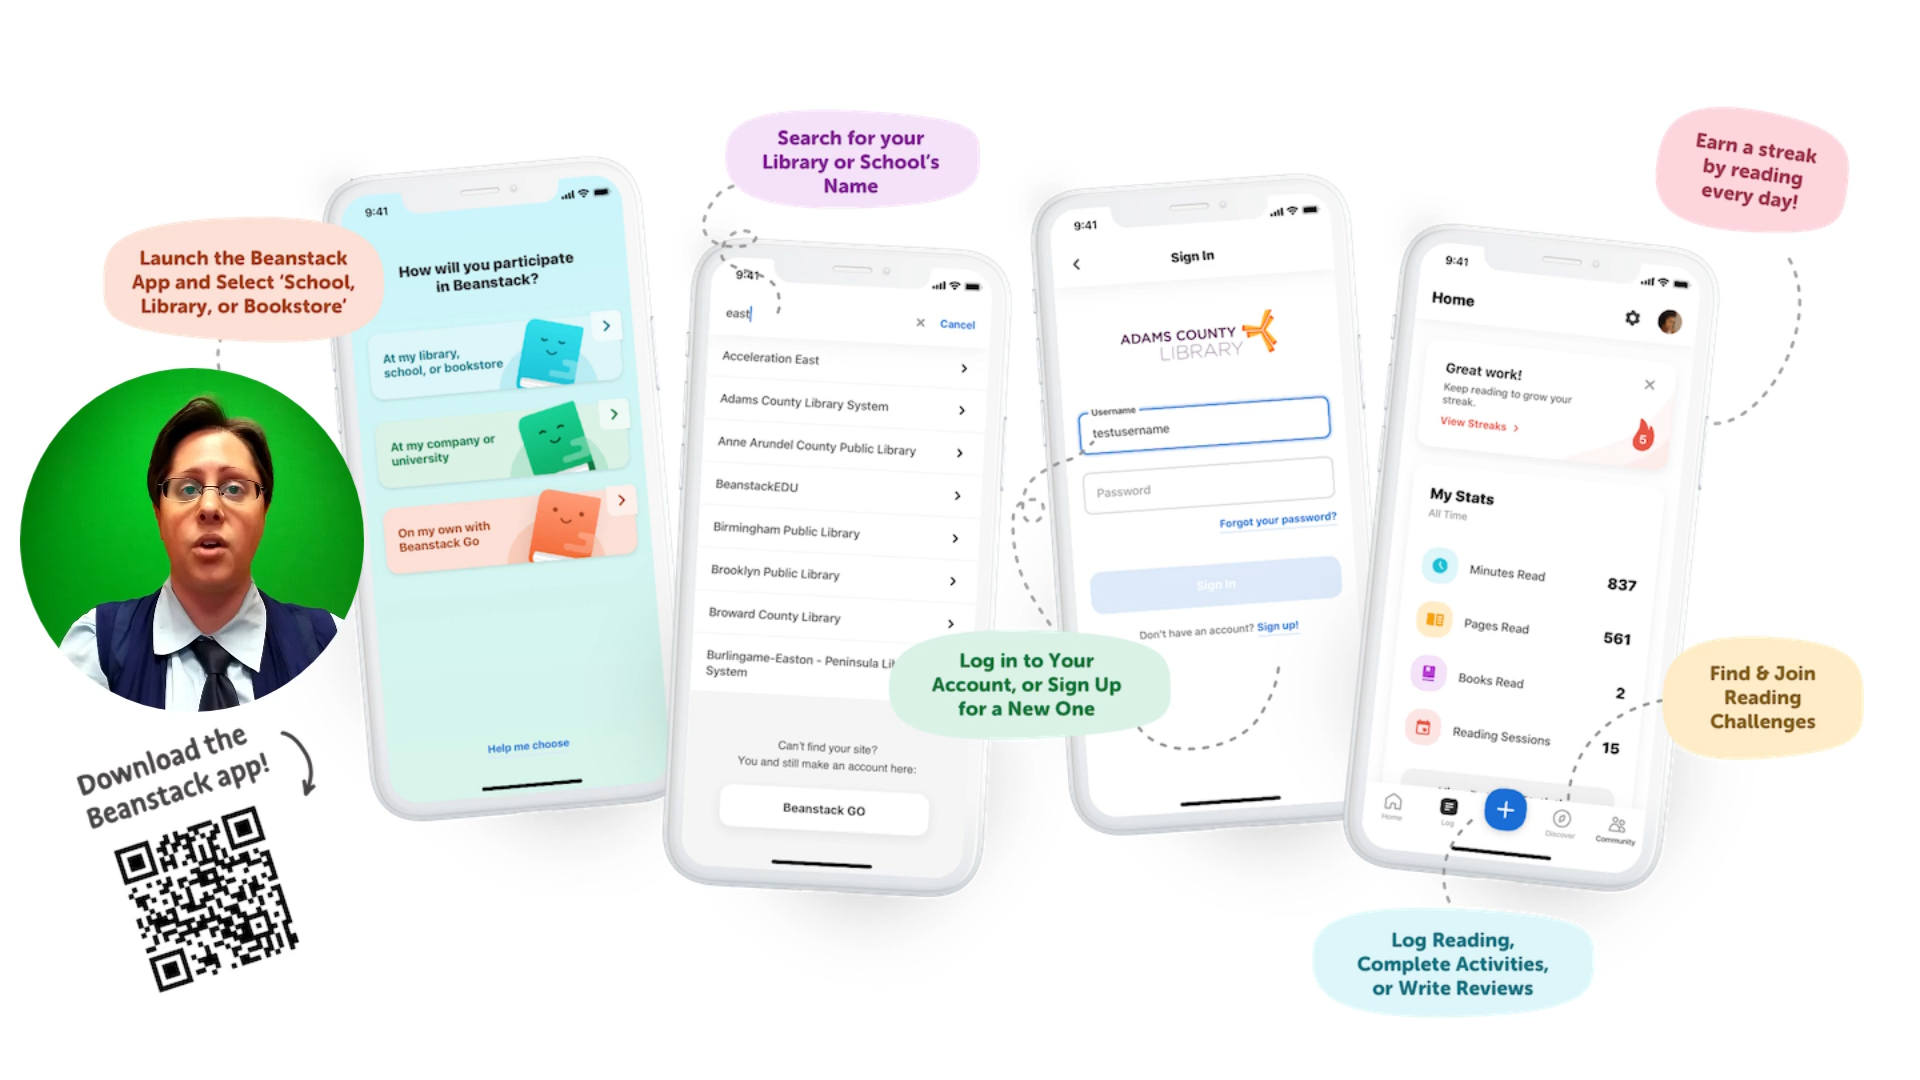 Launch the Beanstack
App and Select ‘School,
Library, or Bookstore’
Download the
Beanstack app!
9:41
How will you participate
in Beanstack?
At my library,
school, or bookstore
At my company or
university
On my own with
Beanstack Go
Help me choose
Search for your
Library or School’s
Name
9:41
east
Cancel
Acceleration East
Adams County Library System
Anne Arundel County Public Library
BeanstackEDU
Birmingham Public Library
Brooklyn Public Library
Broward County Library
Burlingame-Easton - Peninsula
System
Can't find your site?
You and still make an account here:
Beanstack GO
9:41
Sign In
ADAMS COUNTY
LIBRARY
Username
testusername
Password
Forgot your password?
Sign In
Don't have an account? Sign up!
Log in to Your
Account, or Sign Up
for a New One
Earn a streak
by reading
every day!
9:41
Home
Great work!
Keep reading to grow your
streak.
View Streaks
5
My Stats
All Time
Minutes Read 837
Pages Read 561
Books Read 2
Reading Sessions 15
Home Log Discover Community
Find & Join
Reading
Challenges
Log Reading,
Complete Activities,
or Write Reviews